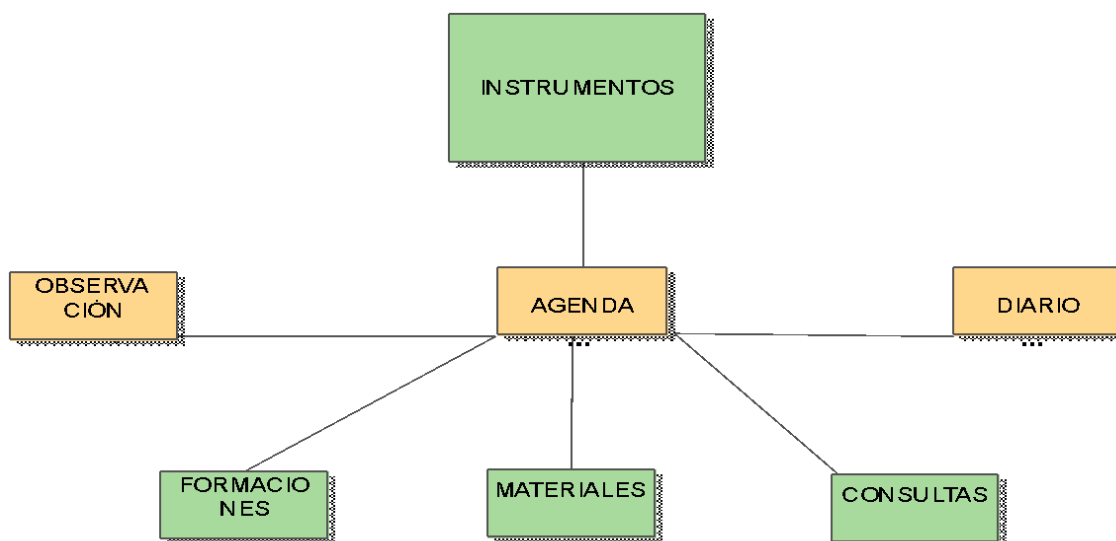 INSTRUMENTOS
OBSERVA
CIÓN
AGENDA
...
DIARIO
...
FORMACIO
NES
MATERIALES
CONSULTAS